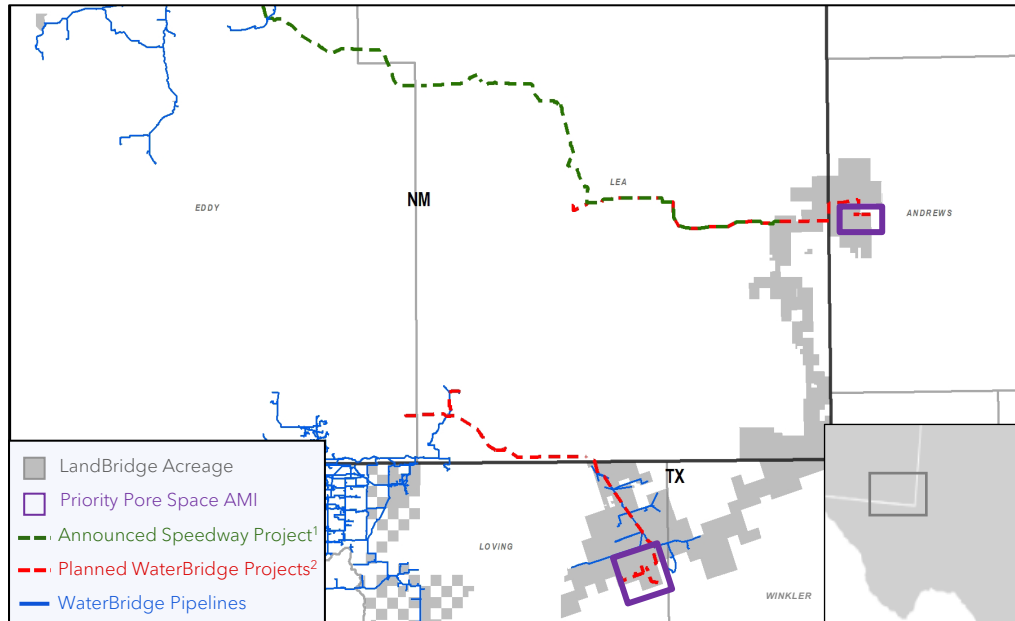 LEA
EDDY
NM
ANDREWS
LandBridge Acreage
Priority Pore Space AMI
Announced Speedway Project¹
Planned WaterBridge Projects²
WaterBridge Pipelines
TX
LOVING
WINKLER